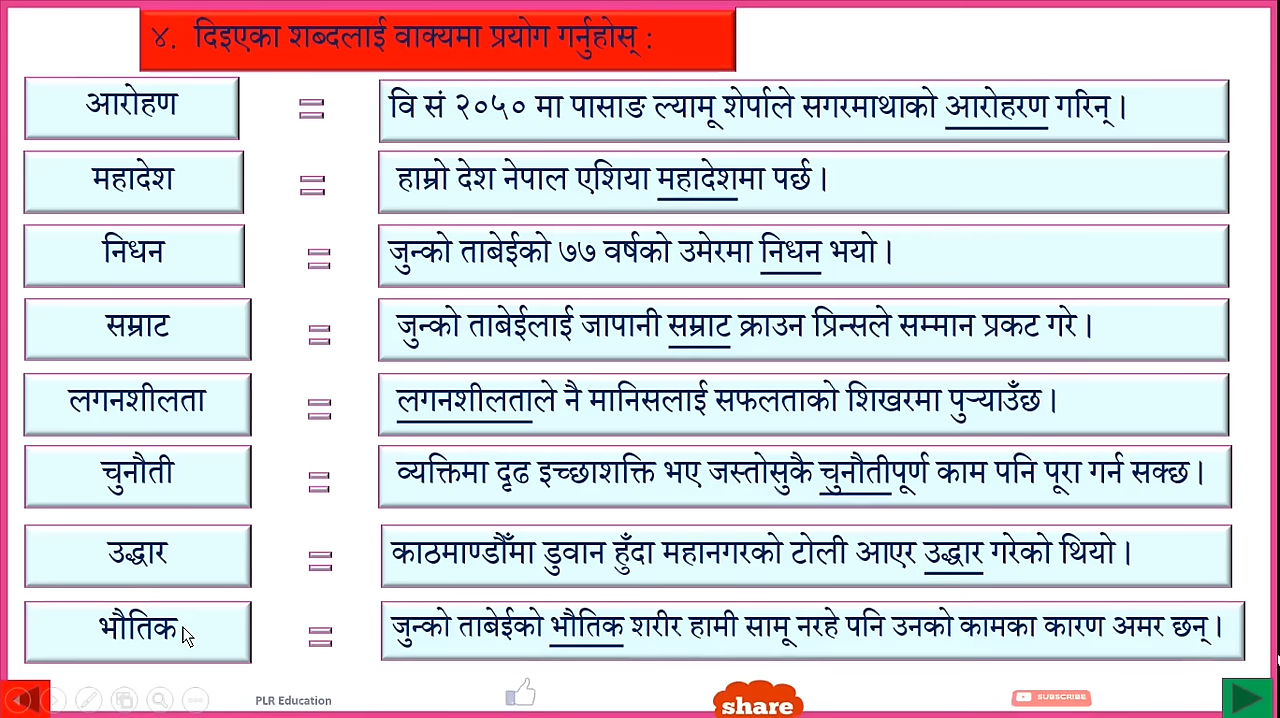 ४. दिइएका शब्दलाई वाक्यमा प्रयोग गर्नुहोस् :
आरोहण = वि सं २०५० मा पासाङ ल्यामू शेर्पाले सगरमाथाको आरोहरण गरिन् ।
महादेश = हाम्रो देश नेपाल एशिया महादेशमा पर्छ ।
निधन = जुन्को ताबेईको ७७ वर्षको उमेरमा निधन भयो ।
सम्राट = जुन्को ताबेईलाई जापानी सम्राट क्राउन प्रिन्सले सम्मान प्रकट गरे ।
लगनशीलता = लगनशीलताले नै मानिसलाई सफलताको शिखरमा पुऱ्याउँछ ।
चुनौती = व्यक्तिमा दृढ इच्छाशक्ति भए जस्तोसुकै चुनौतीपूर्ण काम पनि पूरा गर्न सक्छ ।
उद्धार = काठमाण्डौँमा डुवान हुँदा महानगरको टोली आएर उद्धार गरेको थियो ।
भौतिक = जुन्को ताबेईको भौतिक शरीर हामी सामू नरहे पनि उनको कामका कारण अमर छन् ।
PLR Education
share
SUBSCRIBE